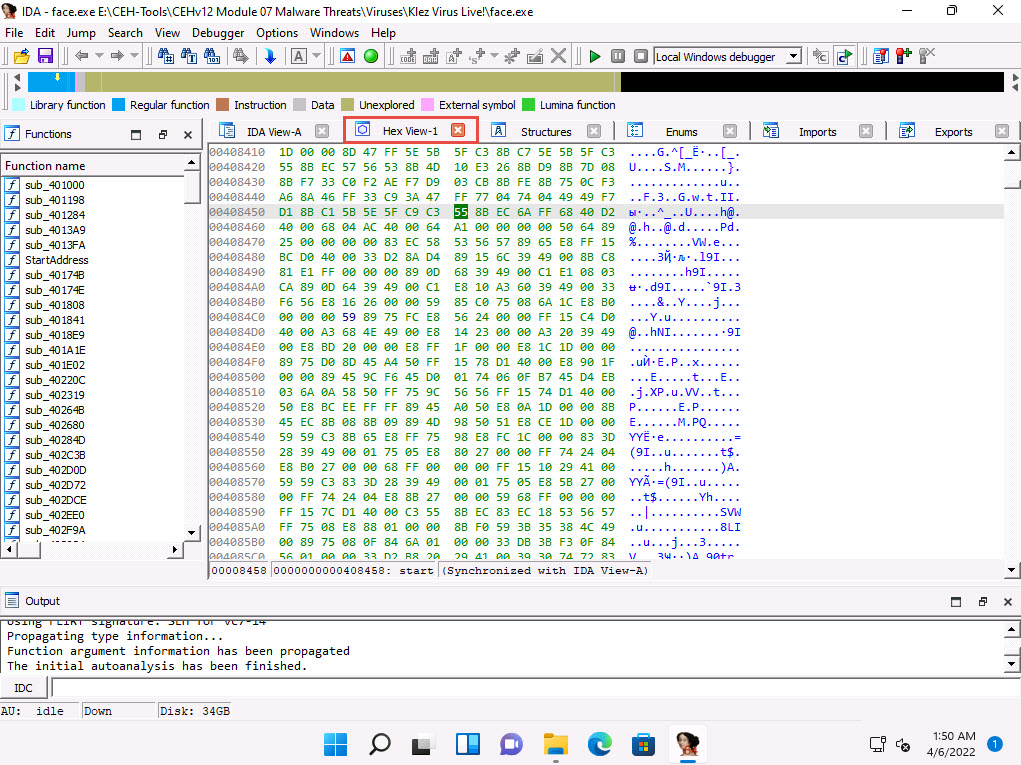 IDA - face.exe E:\CEH-Tools\CEHv12 Module 07 Malware Threats\Viruses\Klez Virus Live!\face.exe
File Edit Jump Search View Debugger Options Windows Help
Local Windows debugger
Library function Regular function Instruction Data Unexplored External symbol Lumina function
Functions
IDA View-A Hex View-1 Structures Enums Imports Exports
Function name
sub_401000
sub_401198
sub_401284
sub_4013A9
sub_4013FA
StartAddress
sub_40174B
sub_40174E
sub_401808
sub_401841
sub_4018E9
sub_401A1E
sub_401E02
sub_40220C
sub_402319
sub_40264B
sub_402680
sub_40284D
sub_402C3B
sub_402D0D
sub_402D72
sub_402DCE
sub_402EE0
sub_402F9A
00408410 1D 00 00 8D 47 FF 5E 5B 5F C3 8B C7 5E 5B 5F C3 ....G.^[_Ë·..[_.
00408420 55 8B EC 57 56 53 8B 4D 10 E3 26 8B D9 8B 7D 08 U....S.M......}.
00408430 8B F7 33 C0 F2 AE F7 D9 03 CB 8B FE 8B 75 0C F3 .............u..
00408440 A6 8A 46 FF 33 C9 3A 47 FF 77 04 74 04 49 49 F7 ..F.3..G.w.t.II.
00408450 D1 8B C1 5B 5E 5F C9 C3 55 8B EC 6A FF 68 40 D2
00408460 40 00 68 04 AC 40 00 64 A1 00 00 00 00 50 64 89 @.h..@.d.....Pd.
00408470 25 00 00 00 00 83 EC 58 53 56 57 89 65 E8 FF 15 %........VW.e...
00408480 BC D0 40 00 33 D2 8A D4 89 15 6C 39 49 00 8B C8
00408490 81 E1 FF 00 00 00 89 0D 68 39 49 00 C1 E1 08 03 ........h9I.....
004084A0 CA 89 0D 64 39 49 00 C1 E8 10 A3 60 39 49 00 33
004084B0 F6 56 E8 16 26 00 00 59 85 C0 75 08 6A 1C E8 B0 ....&..Y....j...
004084C0 00 00 00 59 89 75 FC E8 56 24 00 00 FF 15 C4 D0 ...Y.u..........
004084D0 40 00 A3 68 4E 49 00 E8 14 23 00 00 A3 20 39 49 @..hNI.......·9I
004084E0 00 E8 BD 20 00 00 E8 FF 1F 00 00 E8 1C 1D 00 00 ................
004084F0 89 75 D0 8D 45 A4 50 FF 15 78 D1 40 00 E8 90 1F .uЙ·E.P..x......
00408500 00 00 89 45 9C F6 45 D0 01 74 06 0F B7 45 D4 EB ...E.....t...E..
00408510 03 6A 0A 58 50 FF 75 9C 56 56 FF 15 74 D1 40 00 .j.XP.u.VV..t...
00408520 50 E8 BC EE FF FF 89 45 A0 50 E8 0A 1D 00 00 8B P......E.P......
00408530 45 EC 8B 08 8B 09 89 4D 98 50 51 E8 CE 1D 00 00 E......M.PQ.....
00408540 59 59 C3 8B 65 E8 FF 75 98 E8 FC 1C 00 00 83 3D YYË·e..........=
00408550 28 39 49 00 01 75 05 E8 80 27 00 00 FF 74 24 04 (9I..u.......t$.
00408560 E8 B0 27 00 00 68 FF 00 00 00 FF 15 10 29 41 00 .....h.......)A.
00408570 59 59 C3 83 3D 28 39 49 00 01 75 05 E8 5B 27 00 YYÃ·=(9I..u.....
00408580 00 FF 74 24 04 E8 8B 27 00 00 59 68 FF 00 00 00 ..t$......Yh....
00408590 FF 15 7C D1 40 00 C3 55 8B EC 83 EC 18 53 56 57 ..|..........SVW
004085A0 FF 75 08 E8 88 01 00 00 8B F0 59 3B 35 38 4C 49 .u...........8LI
004085B0 00 89 75 08 0F 84 6A 01 00 00 33 DB 3B F3 0F 84 ..u...j...3.....
004085C0 56 01 00 00 33 D2 B8 20 29 41 00 39 30 74 72 83
00008458 0000000000408458: start (Synchronized with IDA View-A)
Output
Using FLIRT signature: SEH for vc7-14
Propagating type information...
Function argument information has been propagated
The initial autoanalysis has been finished.
IDC
AU: idle Down Disk: 34GB
1:50 AM
4/6/2022
1